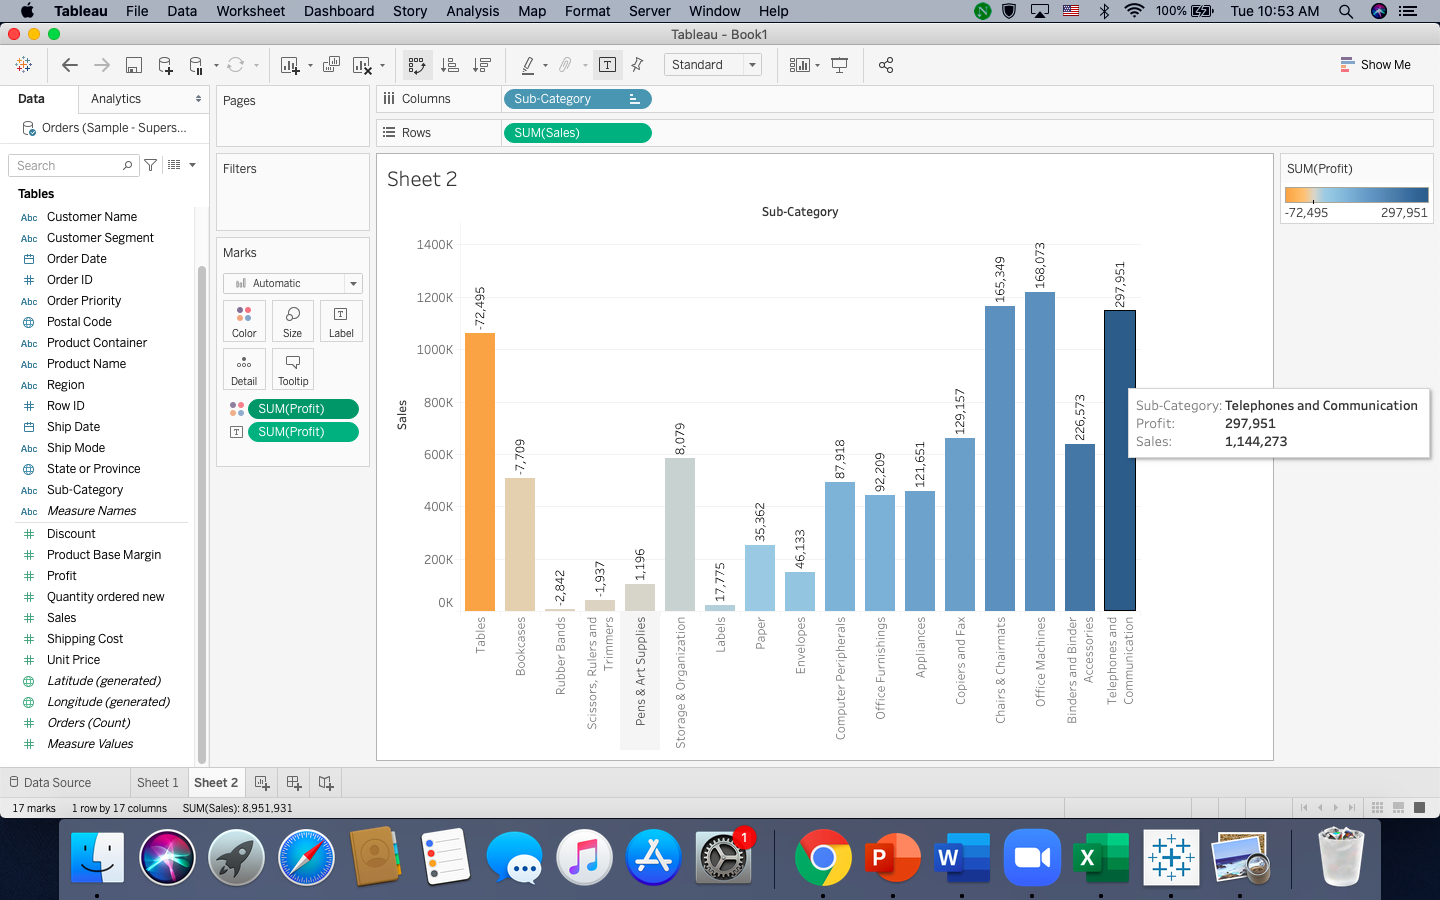 Tableau File Data Worksheet Dashboard Story Analysis Map Format Server Window Help 100% Tue 10:53 AM
Tableau - Book1
Standard Show Me
Data Analytics
Orders (Sample - Supers...
Search
Tables
Abc Customer Name
Abc Customer Segment
Order Date
Order ID
Abc Order Priority
Postal Code
Abc Product Container
Abc Product Name
Abc Region
Row ID
Ship Date
Abc Ship Mode
State or Province
Abc Sub-Category
Abc Measure Names
Discount
Product Base Margin
Profit
Quantity ordered new
Sales
Shipping Cost
Unit Price
Latitude (generated)
Longitude (generated)
Orders (Count)
Measure Values
Pages
Filters
Marks
Automatic
Color Size Label
Detail Tooltip
SUM(Profit)
SUM(Profit)
Columns Sub-Category
Rows SUM(Sales)
Sheet 2
Sub-Category
Sales
1400K
1200K
1000K
800K
600K
400K
200K
0K
-72,495
-7,709
-2,842
-1,937
1,196
8,079
17,775
35,362
46,133
87,918
92,209
121,651
129,157
165,349
168,073
226,573
297,951
Tables
Bookcases
Rubber Bands
Scissors, Rulers and
Trimmers
Pens & Art Supplies
Storage & Organization
Labels
Paper
Envelopes
Computer Peripherals
Office Furnishings
Appliances
Copiers and Fax
Chairs & Chairmats
Office Machines
Binders and Binder
Accessories
Telephones and
Communication
Sub-Category: Telephones and Communication
Profit: 297,951
Sales: 1,144,273
SUM(Profit)
-72,495 297,951
Data Source Sheet 1 Sheet 2
17 marks 1 row by 17 columns SUM(Sales): 8,951,931
1
P
W
X